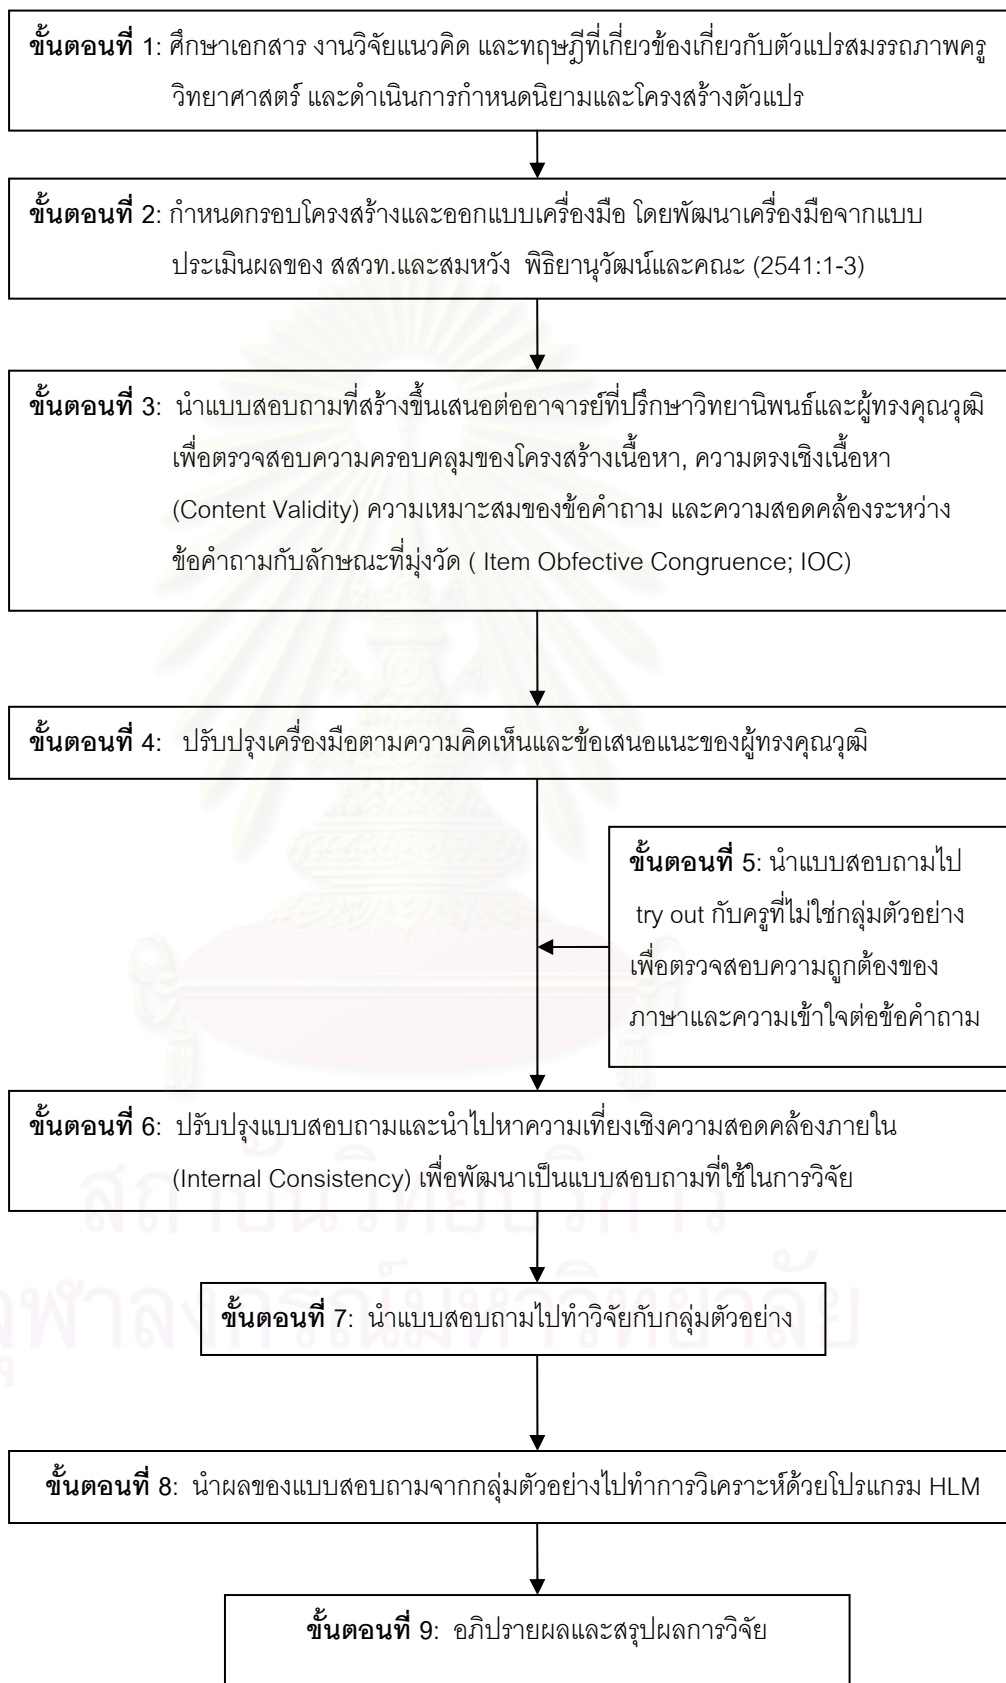 ขั้นตอนที่ 1: ศึกษาเอกสาร งานวิจัยแนวคิด และทฤษฎีที่เกี่ยวข้องเกี่ยวกับตัวแปรสมรรถภาพครู
วิทยาศาสตร์ และดำเนินการกำหนดนิยามและโครงสร้างตัวแปร
ขั้นตอนที่ 2: กำหนดกรอบโครงสร้างและออกแบบเครื่องมือ โดยพัฒนาเครื่องมือจากแบบ
ประเมินผลของ สสวท.และสมหวัง พิธิยานุวัฒน์และคณะ (2541:1-3)
ขั้นตอนที่ 3: นำแบบสอบถามที่สร้างขึ้นเสนอต่ออาจารย์ที่ปรึกษาวิทยานิพนธ์และผู้ทรงคุณวุฒิ
เพื่อตรวจสอบความครอบคลุมของโครงสร้างเนื้อหา, ความตรงเชิงเนื้อหา
(Content Validity) ความเหมาะสมของข้อคำถาม และความสอดคล้องระหว่าง
ข้อคำถามกับลักษณะที่มุ่งวัด ( Item Obfective Congruence; IOC)
ขั้นตอนที่ 4: ปรับปรุงเครื่องมือตามความคิดเห็นและข้อเสนอแนะของผู้ทรงคุณวุฒิ
ขั้นตอนที่ 5: นำแบบสอบถามไป
try out กับครูที่ไม่ใช่กลุ่มตัวอย่าง
เพื่อตรวจสอบความถูกต้องของ
ภาษาและความเข้าใจต่อข้อคำถาม
ขั้นตอนที่ 6: ปรับปรุงแบบสอบถามและนำไปหาความเที่ยงเชิงความสอดคล้องภายใน
(Internal Consistency) เพื่อพัฒนาเป็นแบบสอบถามที่ใช้ในการวิจัย
สถาบันวิทยบริการ
จุฬาลงกรณ์มหาวิทยาลัย
ขั้นตอนที่ 7: นำแบบสอบถามไปทำวิจัยกับกลุ่มตัวอย่าง
ขั้นตอนที่ 8: นำผลของแบบสอบถามจากกลุ่มตัวอย่างไปทำการวิเคราะห์ด้วยโปรแกรม HLM
ขั้นตอนที่ 9: อภิปรายผลและสรุปผลการวิจัย